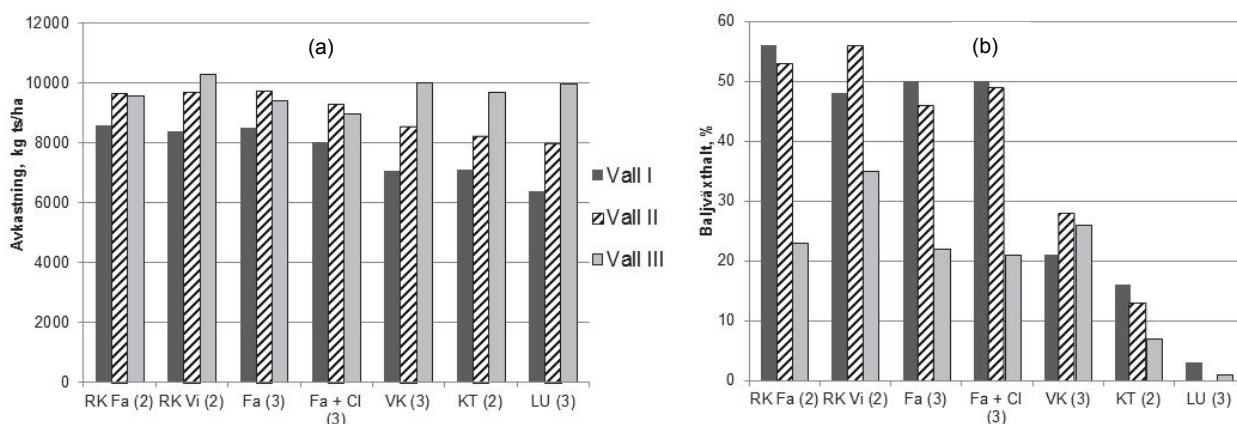 (a)
Avkastning, kg ts/ha
12000
10000
8000
6000
4000
2000
0
RK Fa (2) RK Vi (2) Fa (3) Fa + Cl (3) VK (3) KT (2) LU (3)
Vall I
Vall II
Vall III
(b)
Baljväxthalt, %
60
50
40
30
20
10
0
RK Fa (2) RK Vi (2) Fa (3) Fa + Cl (3) VK (3) KT (2) LU (3)